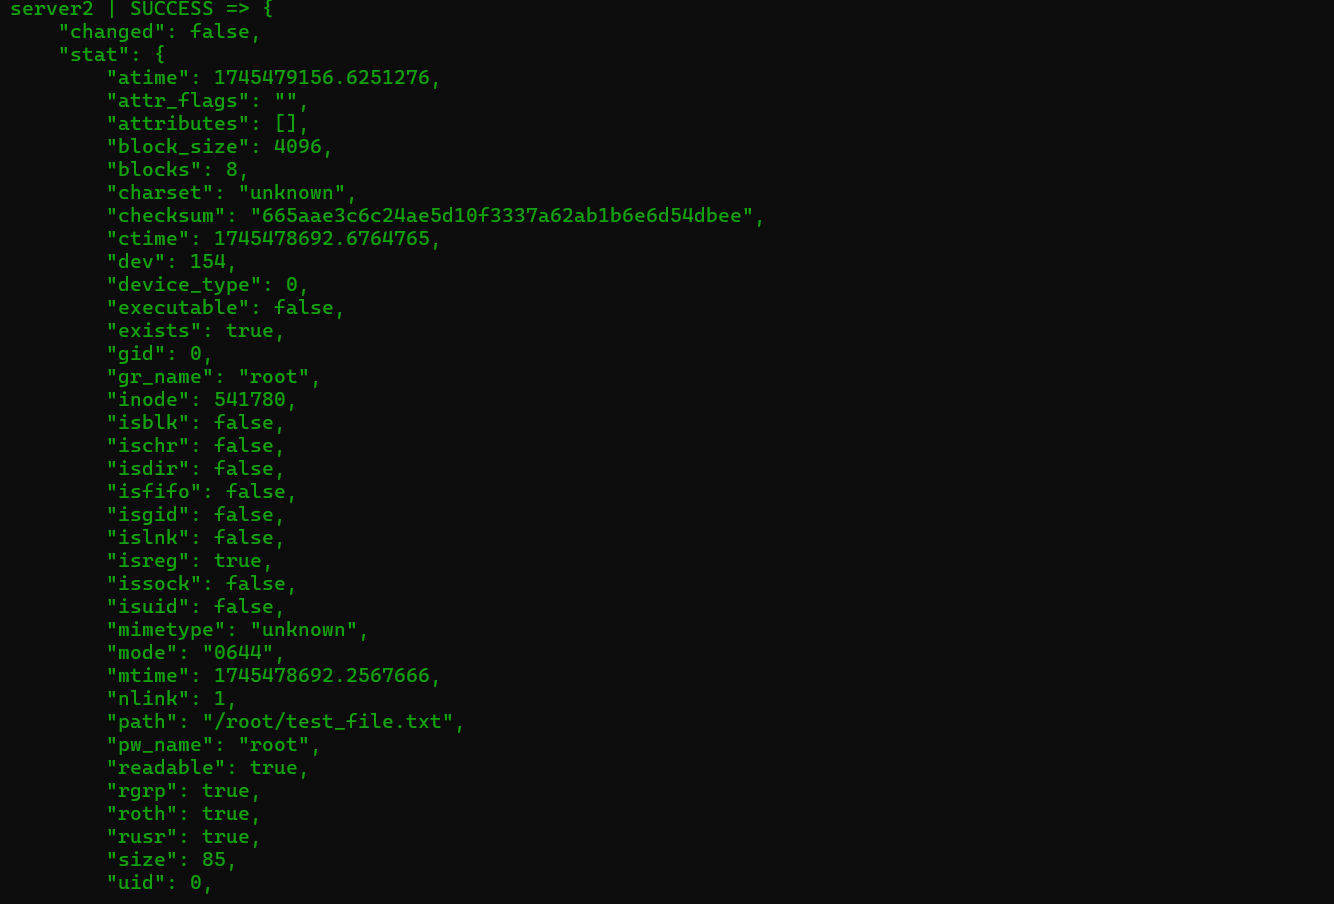 server2 | SUCCESS => {
    "changed": false,
    "stat": {
        "atime": 1745479156.6251276,
        "attr_flags": "",
        "attributes": [],
        "block_size": 4096,
        "blocks": 8,
        "charset": "unknown",
        "checksum": "665aae3c6c24ae5d10f3337a62ab1b6e6d54dbee",
        "ctime": 1745478692.6764765,
        "dev": 154,
        "device_type": 0,
        "executable": false,
        "exists": true,
        "gid": 0,
        "gr_name": "root",
        "inode": 541780,
        "isblk": false,
        "ischr": false,
        "isdir": false,
        "isfifo": false,
        "isgid": false,
        "islnk": false,
        "isreg": true,
        "issock": false,
        "isuid": false,
        "mimetype": "unknown",
        "mode": "0644",
        "mtime": 1745478692.2567666,
        "nlink": 1,
        "path": "/root/test_file.txt",
        "pw_name": "root",
        "readable": true,
        "rgrp": true,
        "roth": true,
        "rusr": true,
        "size": 85,
        "uid": 0,